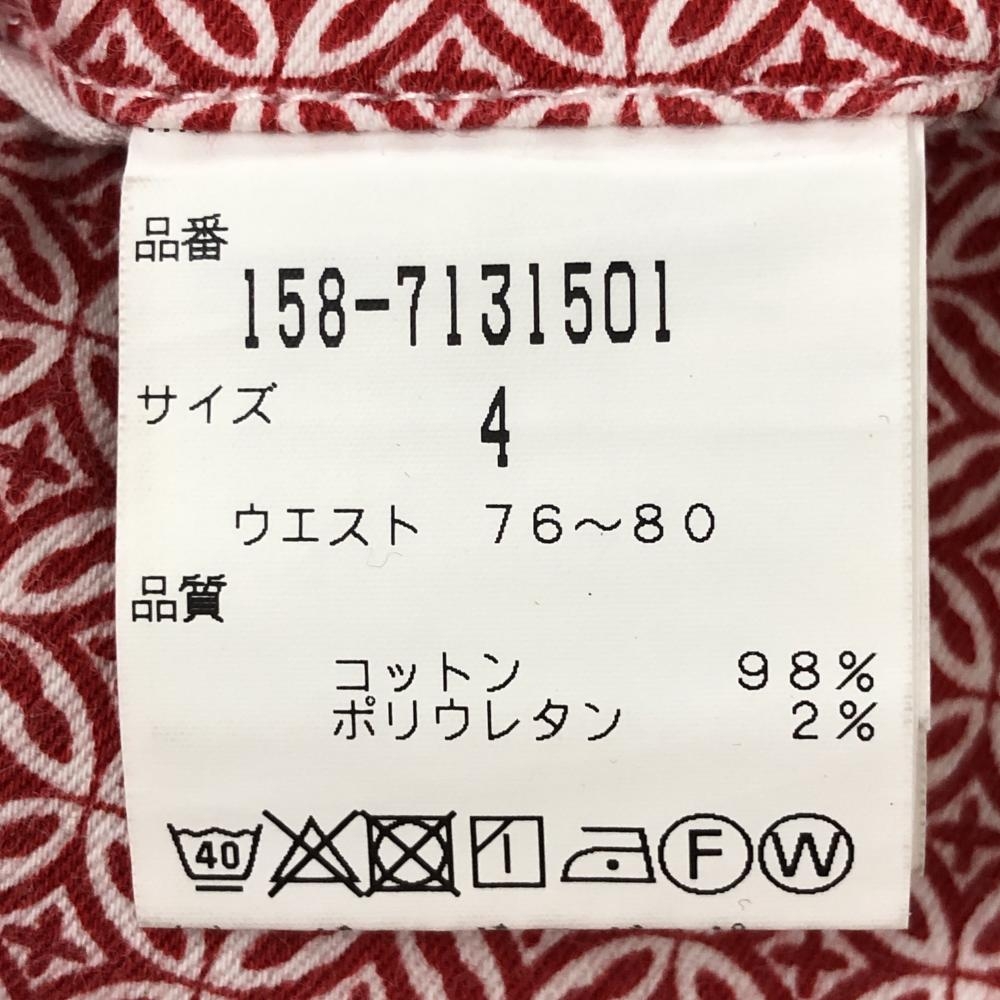 品番
158-7131501
サイズ 4
ウエスト 76〜80
品質
コットン 98%
ポリウレタン 2%
40 F W